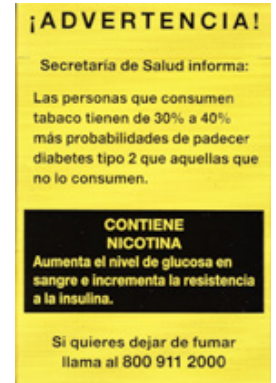 ¡ADVERTENCIA!
Secretaría de Salud informa:
Las personas que consumen
tabaco tienen de 30% a 40%
más probabilidades de padecer
diabetes tipo 2 que aquellas que
no lo consumen.
CONTIENE
NICOTINA
Aumenta el nivel de glucosa en
sangre e incrementa la resistencia
a la insulina.
Si quieres dejar de fumar
llama al 800 911 2000